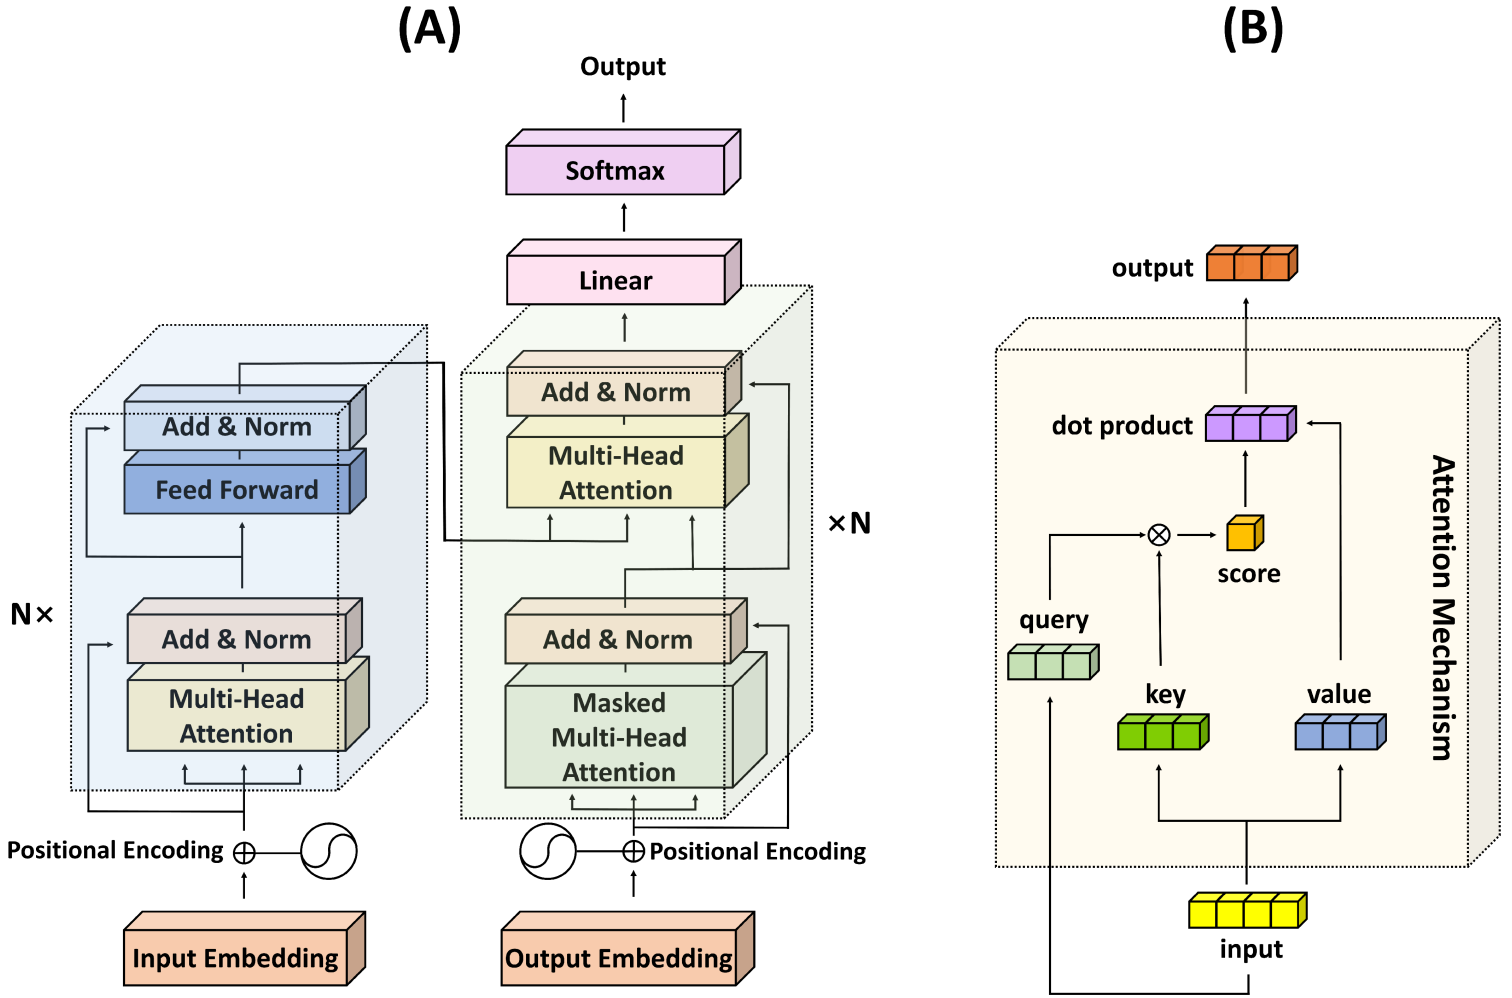 (A)
Output
Softmax
Linear
Add & Norm
Multi-Head
Attention
×N
Add & Norm
Masked
Multi-Head
Attention
Positional Encoding
Output Embedding
Add & Norm
Feed Forward
N×
Add & Norm
Multi-Head
Attention
Positional Encoding
Input Embedding
(B)
output
dot product
score
query
key
value
Attention Mechanism
input